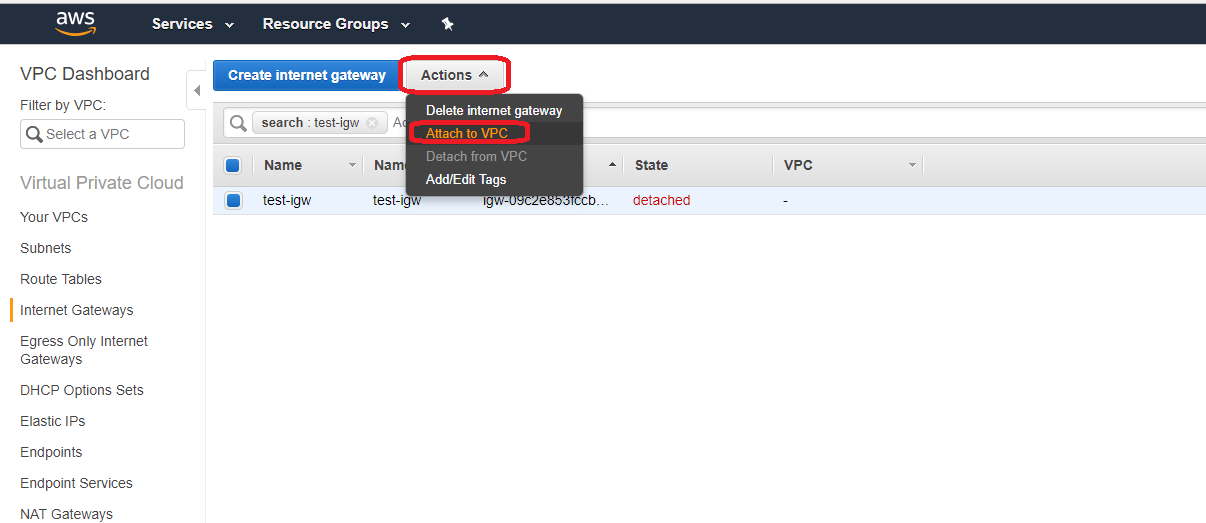 aws Services Resource Groups
VPC Dashboard
Filter by VPC:
Select a VPC
Virtual Private Cloud
Your VPCs
Subnets
Route Tables
Internet Gateways
Egress Only Internet
Gateways
DHCP Options Sets
Elastic IPs
Endpoints
Endpoint Services
NAT Gateways
Create internet gateway Actions
Delete internet gateway
Attach to VPC
Detach from VPC
Add/Edit Tags
search : test-igw
Name State VPC
test-igw test-igw igw-09c2e853fccb... detached -